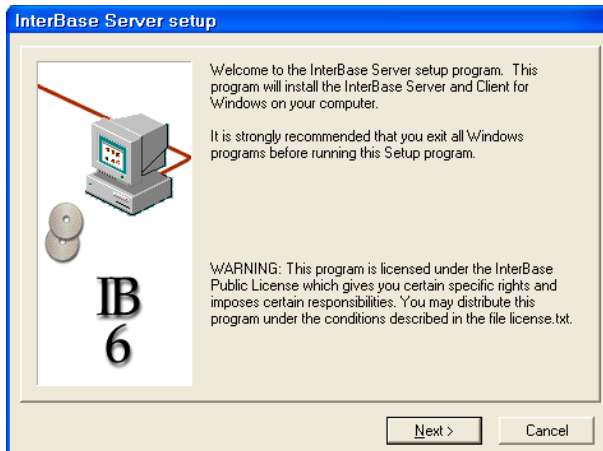 InterBase Server setup
Welcome to the InterBase Server setup program. This
program will install the InterBase Server and Client for
Windows on your computer.
It is strongly recommended that you exit all Windows
programs before running this Setup program.
WARNING: This program is licensed under the InterBase
Public License which gives you certain specific rights and
imposes certain responsibilities. You may distribute this
program under the conditions described in the file license.txt.
IB
6
Next >
Cancel